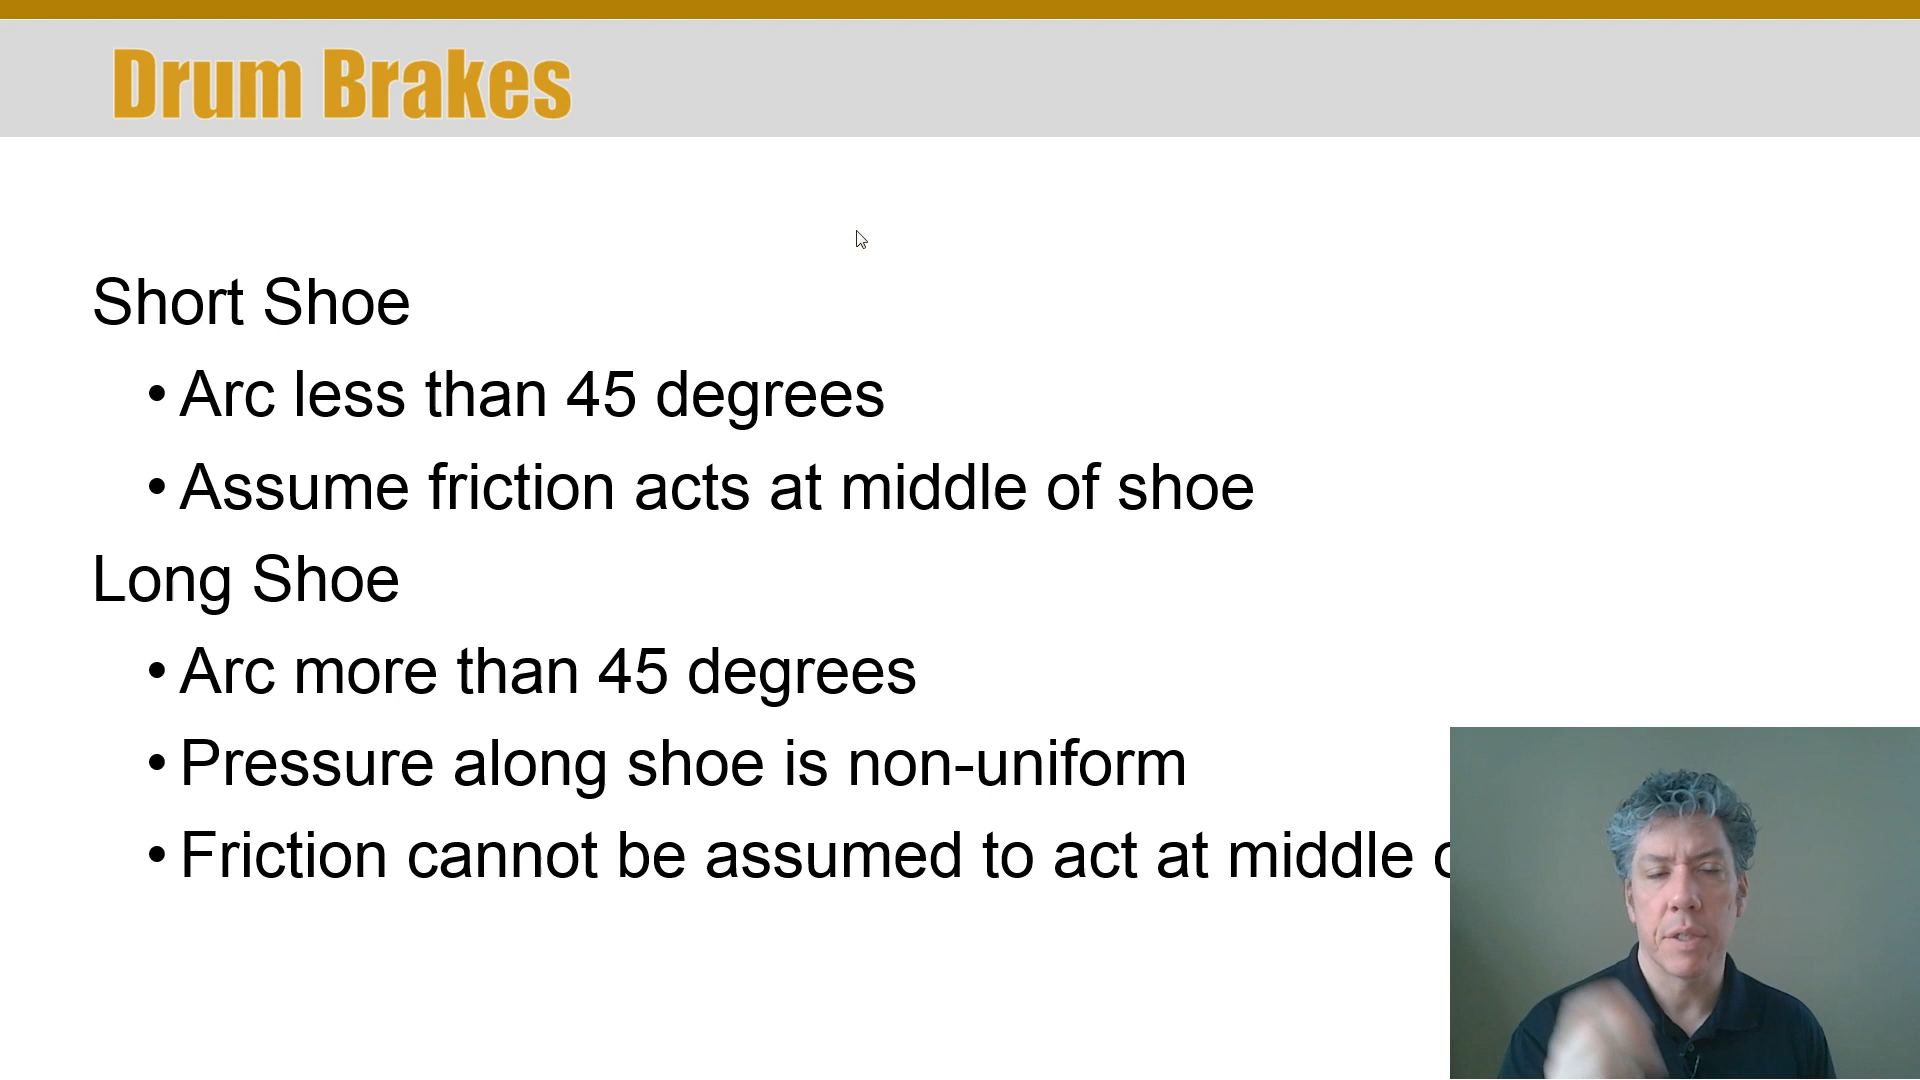 Drum Brakes
Short Shoe
• Arc less than 45 degrees
• Assume friction acts at middle of shoe
Long Shoe
• Arc more than 45 degrees
• Pressure along shoe is non-uniform
• Friction cannot be assumed to act at middle